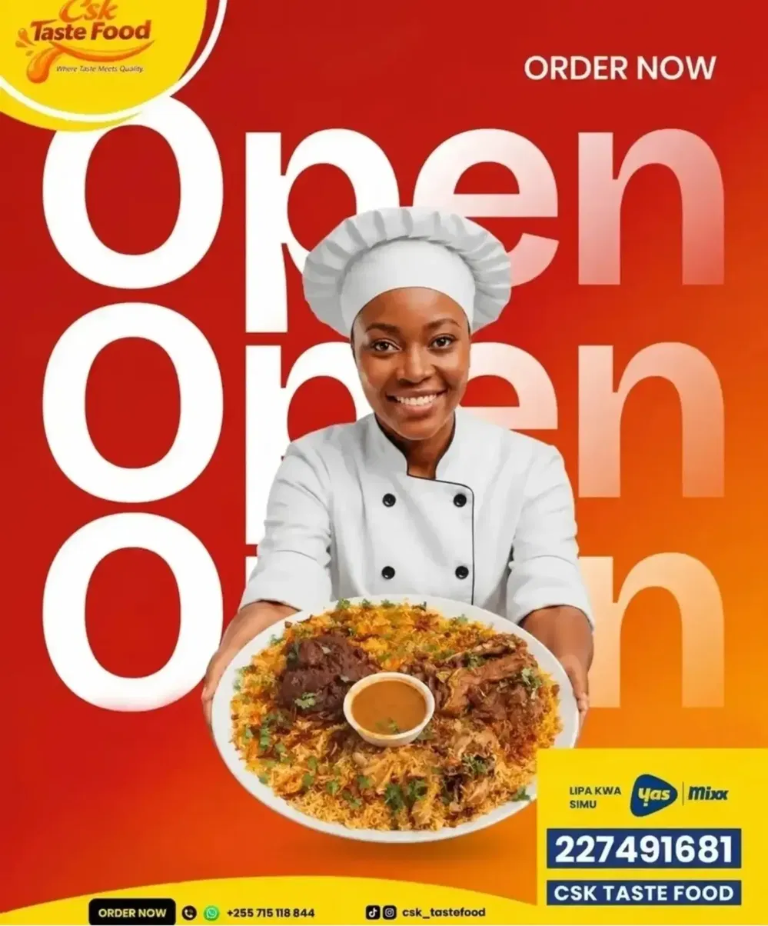 Csk
Taste Food
Where Taste Meets Quality
ORDER NOW
Open
Open
Open
LIPA KWA
SIMU
yas
Mixx
227491681
CSK TASTE FOOD
ORDER NOW
+255 715 118 844
csk_tastefood